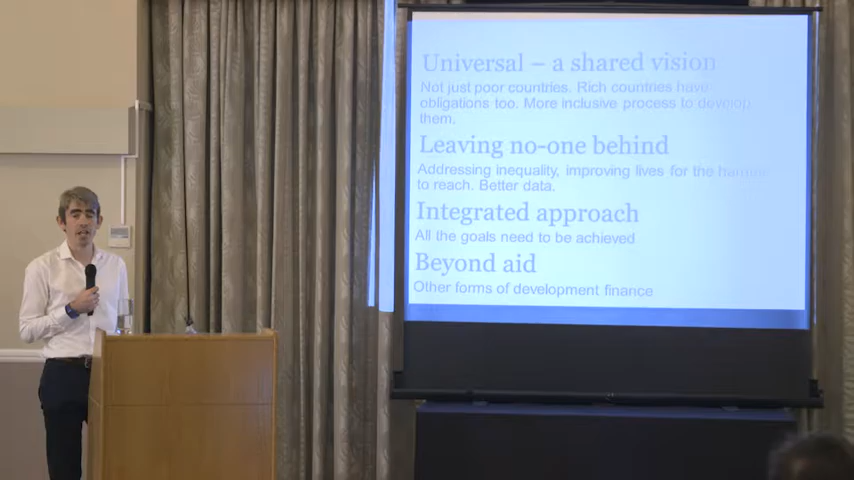 Universal – a shared vision
Not just poor countries. Rich countries have
obligations too. More inclusive process to develop
them.
Leaving no-one behind
Addressing inequality, improving lives for the hardest
to reach. Better data.
Integrated approach
All the goals need to be achieved
Beyond aid
Other forms of development finance